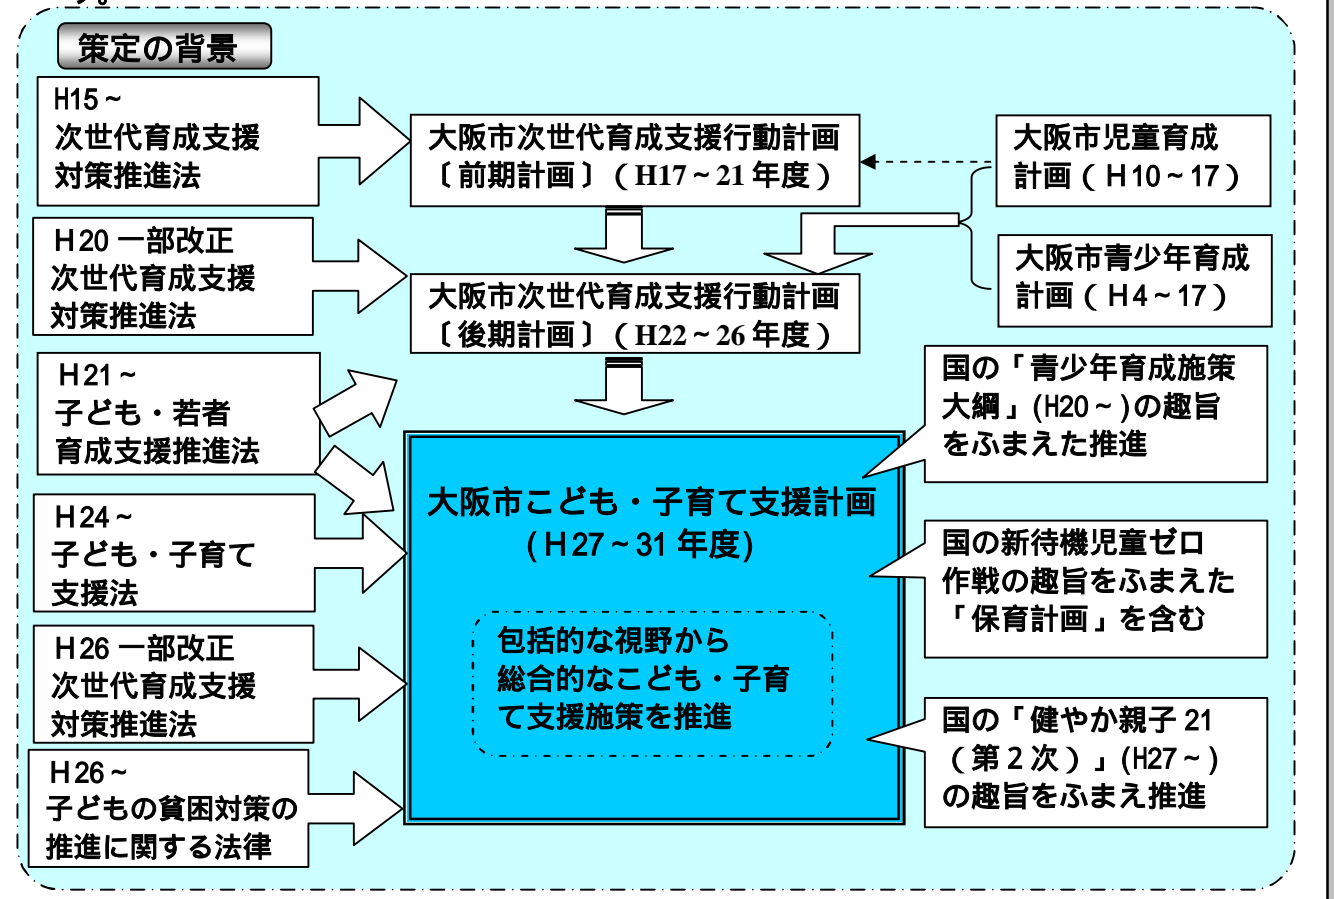 す。
策定の背景
H15～
次世代育成支援
対策推進法
大阪市次世代育成支援行動計画
〔前期計画〕（H17～21年度）
大阪市児童育成
計画（H10～17）
H20一部改正
次世代育成支援
対策推進法
大阪市青少年育成
計画（H4～17）
大阪市次世代育成支援行動計画
〔後期計画〕（H22～26年度）
H21～
子ども・若者
育成支援推進法
国の「青少年育成施策
大綱」(H20～)の趣旨
をふまえた推進
大阪市こども・子育て支援計画
(H27～31年度)
H24～
子ども・子育て
支援法
国の新待機児童ゼロ
作戦の趣旨をふまえた
「保育計画」を含む
包括的な視野から
総合的なこども・子育
て支援施策を推進
H26一部改正
次世代育成支援
対策推進法
国の「健やか親子21
（第2次）」(H27～)
の趣旨をふまえ推進
H26～
子どもの貧困対策の
推進に関する法律